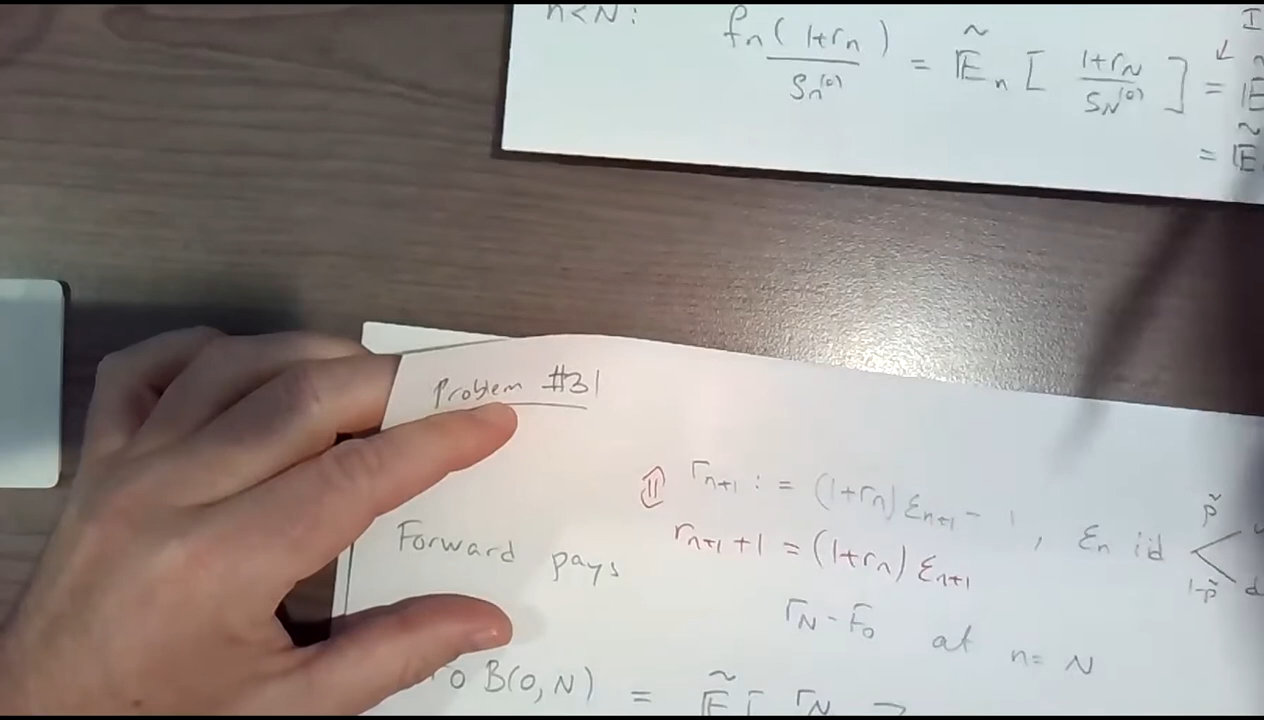 n<N: fn(1+rn)/Sn^(0) = Ẽn[ (1+rN)/SN^(0) ] =
= Ẽ
Problem #31
rn+1 := (1+rn) εn+1 - 1 , εn iid p̃
rn+1 + 1 = (1+rn) εn+1 1-p̃ d
Forward pays rN - F0 at n = N
B(0,N) = Ẽ[ rN